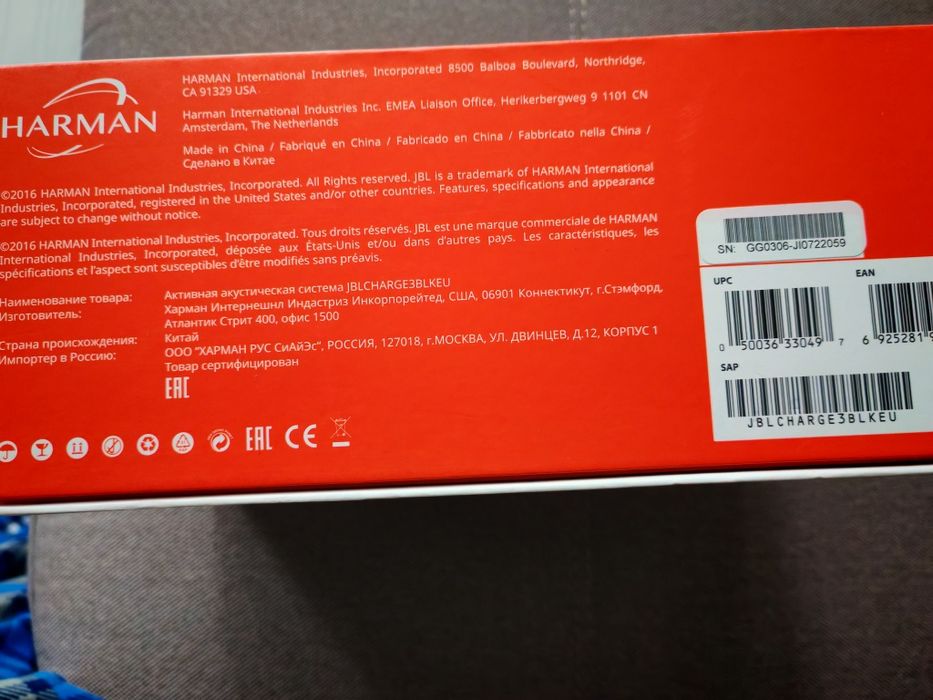 HARMAN
HARMAN International Industries, Incorporated 8500 Balboa Boulevard, Northridge,
CA 91329 USA
Harman International Industries Inc. EMEA Liaison Office, Herikerbergweg 9 1101 CN
Amsterdam, The Netherlands
Made in China / Fabriqué en China / Fabricado en China / Fabbricato nella China /
Сделано в Китае
©2016 HARMAN International Industries, Incorporated. All Rights reserved. JBL is a trademark of HARMAN International
Industries, Incorporated, registered in the United States and/or other countries. Features, specifications and appearance
are subject to change without notice.
©2016 HARMAN International Industries, Incorporated. Tous droits réservés. JBL est une marque commerciale de HARMAN
International Industries, Incorporated, déposée aux États-Unis et/ou dans d'autres pays. Les caractéristiques, les
spécifications et l'aspect sont susceptibles d'être modifiés sans préavis.
Наименование товара: Активная акустическая система JBLCHARGE3BLKEU
Изготовитель: Харман Интернешнл Индастриз Инкорпорейтед, США, 06901 Коннектикут, г.Стэмфорд,
Атлантик Стрит 400, офис 1500
Страна происхождения: Китай
Импортер в Россию: ООО "ХАРМАН РУС СиАйЭс", РОССИЯ, 127018, г.МОСКВА, УЛ. ДВИНЦЕВ, Д.12, КОРПУС 1
Товар сертифицирован
EAC
EAC CE
SN: GG0306-JI0722059
UPC EAN
0 50036 33049 7 6 925281 9
SAP
JBLCHARGE3BLKEU